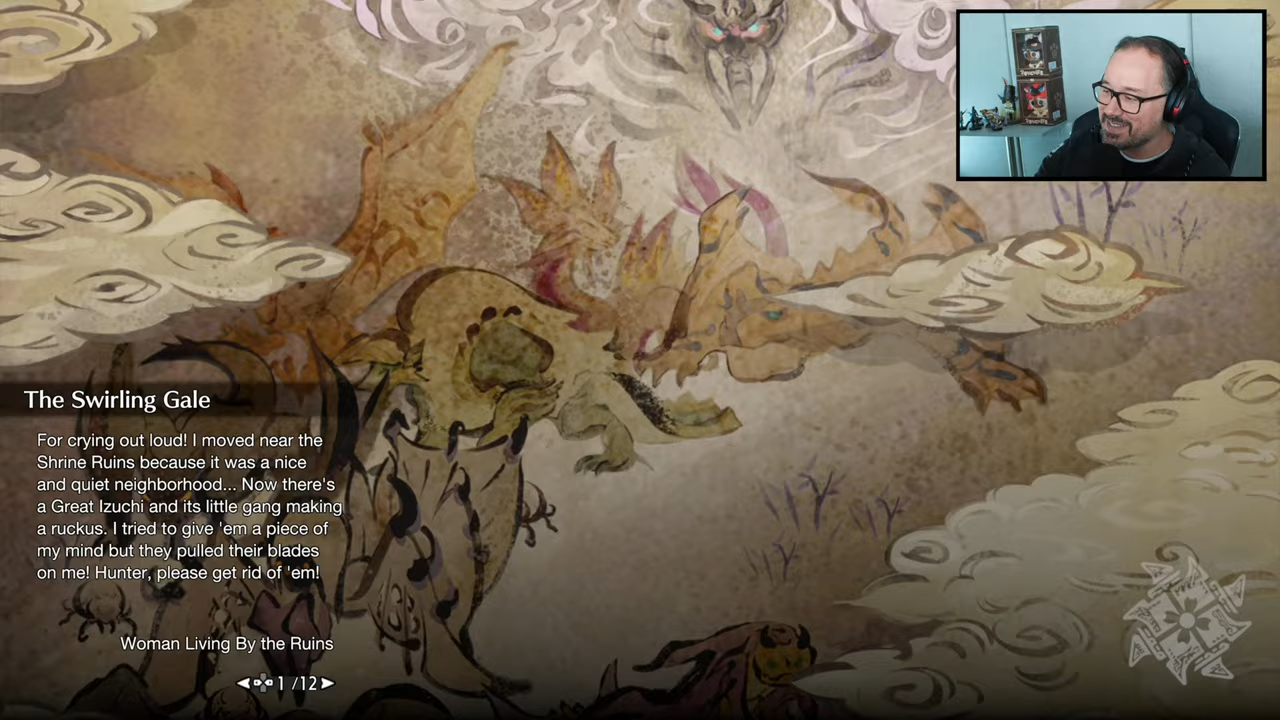 The Swirling Gale
For crying out loud! I moved near the
Shrine Ruins because it was a nice
and quiet neighborhood... Now there's
a Great Izuchi and its little gang making
a ruckus. I tried to give 'em a piece of
my mind but they pulled their blades
on me! Hunter, please get rid of 'em!
Woman Living By the Ruins
1 /12